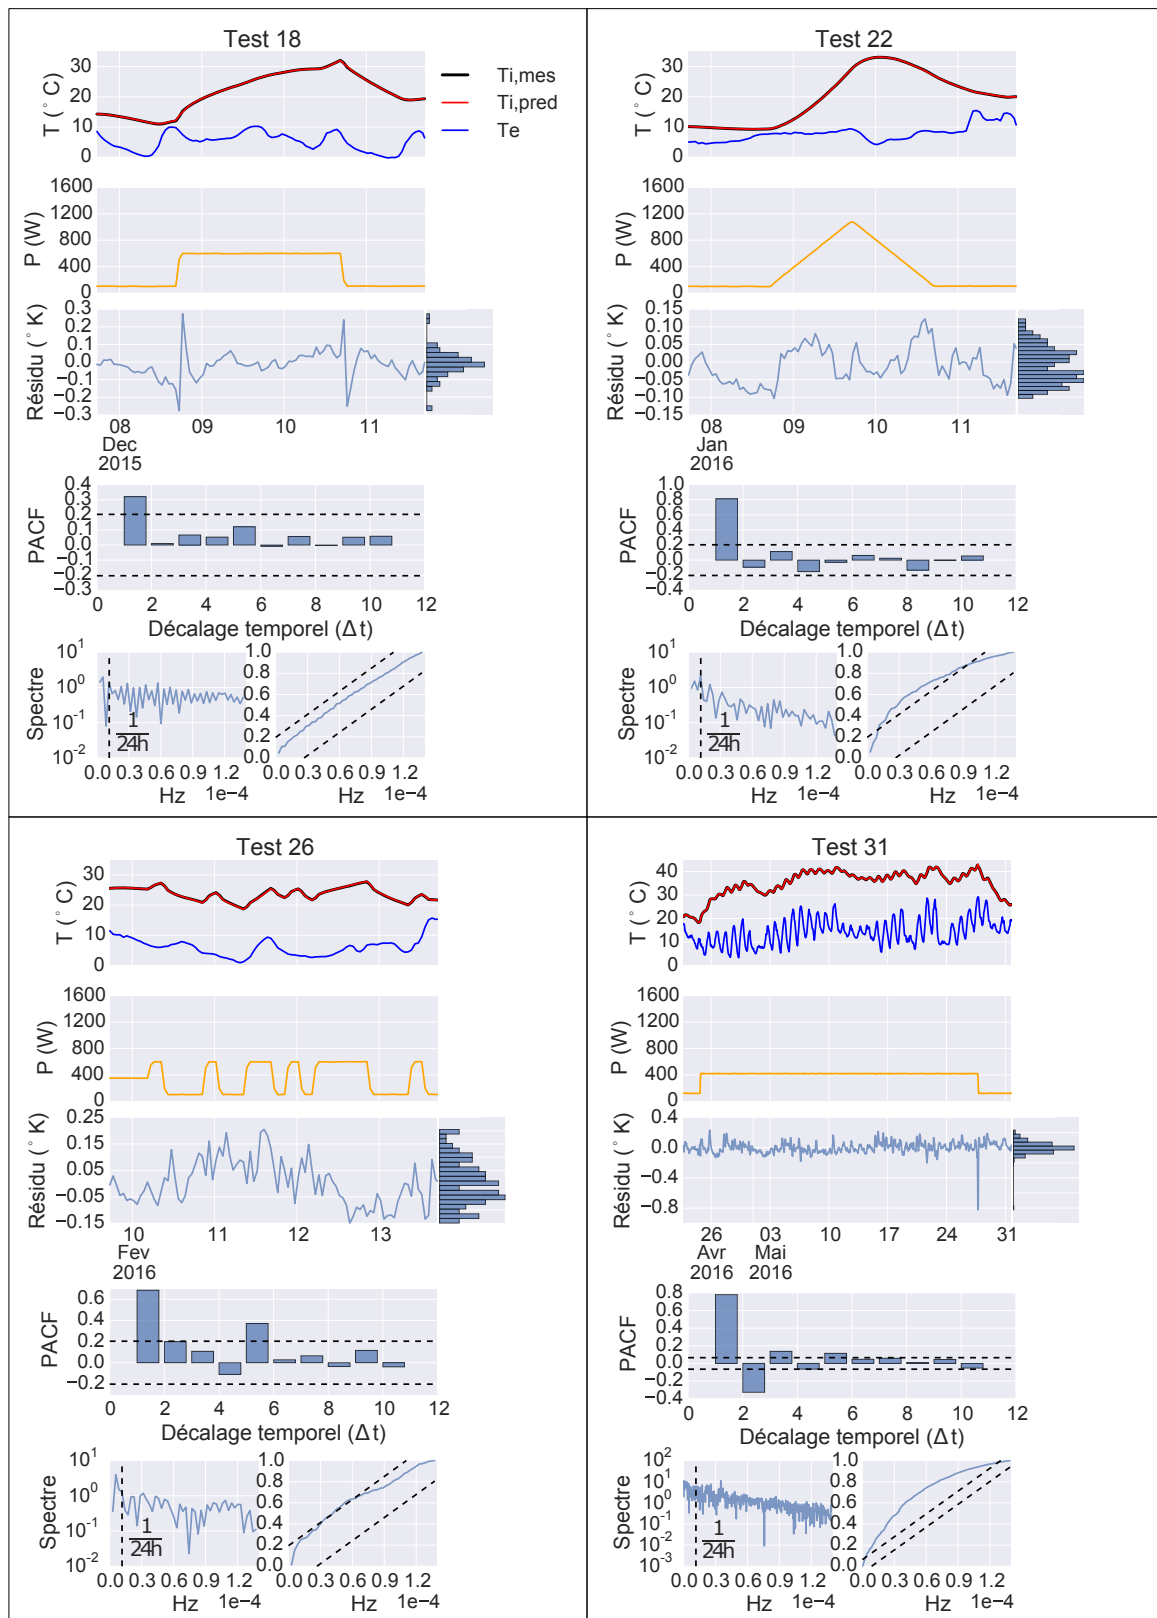 Test 18
T (° C)
30
20
10
0
Ti,mes
Ti,pred
Te
P (W)
1600
1200
800
400
0
Résidu (° K)
0.3
0.2
0.1
0.0
−0.1
−0.2
−0.3
08 09 10 11
Dec
2015
PACF
0.4
0.3
0.2
0.1
0.0
−0.1
−0.2
−0.3
0 2 4 6 8 10 12
Décalage temporel (Δ t)
Spectre
10^1
10^0
10^-1
10^-2
1/24h
0.0 0.3 0.6 0.9 1.2
Hz 1e−4
1.0
0.8
0.6
0.4
0.2
0.0
0.0 0.3 0.6 0.9 1.2
Hz 1e−4
Test 22
T (° C)
30
20
10
0
P (W)
1600
1200
800
400
0
Résidu (° K)
0.15
0.10
0.05
0.00
−0.05
−0.10
−0.15
08 09 10 11
Jan
2016
PACF
1.0
0.8
0.6
0.4
0.2
0.0
−0.2
−0.4
0 2 4 6 8 10 12
Décalage temporel (Δ t)
Spectre
10^1
10^0
10^-1
10^-2
1/24h
0.0 0.3 0.6 0.9 1.2
Hz 1e−4
1.0
0.8
0.6
0.4
0.2
0.0
0.0 0.3 0.6 0.9 1.2
Hz 1e−4
Test 26
T (° C)
30
20
10
0
P (W)
1600
1200
800
400
0
Résidu (° K)
0.25
0.15
0.05
−0.05
−0.15
10 11 12 13
Fev
2016
PACF
0.6
0.4
0.2
0.0
−0.2
0 2 4 6 8 10 12
Décalage temporel (Δ t)
Spectre
10^1
10^0
10^-1
10^-2
1/24h
0.0 0.3 0.6 0.9 1.2
Hz 1e−4
1.0
0.8
0.6
0.4
0.2
0.0
0.0 0.3 0.6 0.9 1.2
Hz 1e−4
Test 31
T (° C)
40
30
20
10
0
P (W)
1600
1200
800
400
0
Résidu (° K)
0.4
0.0
−0.4
−0.8
26 03 10 17 24 31
Avr Mai
2016 2016
PACF
0.8
0.6
0.4
0.2
0.0
−0.2
−0.4
0 2 4 6 8 10 12
Décalage temporel (Δ t)
Spectre
10^2
10^1
10^0
10^-1
10^-2
10^-3
1/24h
0.0 0.3 0.6 0.9 1.2
Hz 1e−4
1.0
0.8
0.6
0.4
0.2
0.0
0.0 0.3 0.6 0.9 1.2
Hz 1e−4